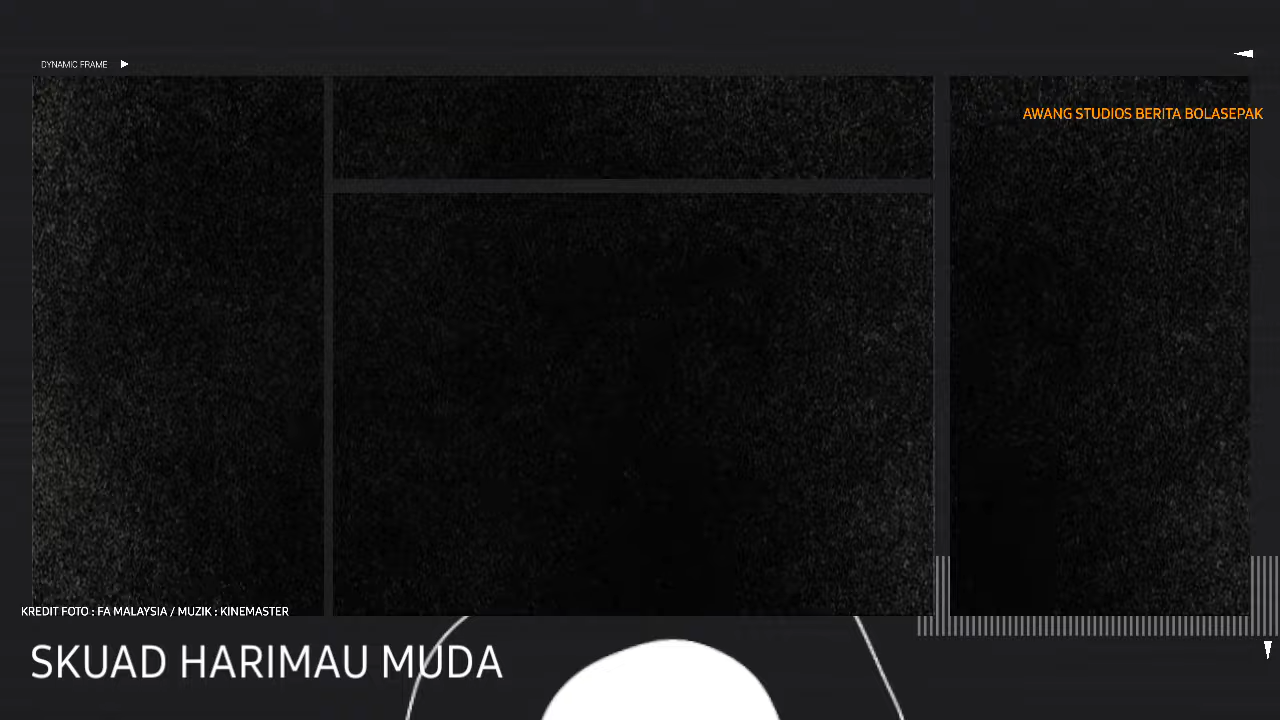 DYNAMIC FRAME
AWANG STUDIOS BERITA BOLASEPAK
KREDIT FOTO : FA MALAYSIA / MUZIK : KINEMASTER
SKUAD HARIMAU MUDA